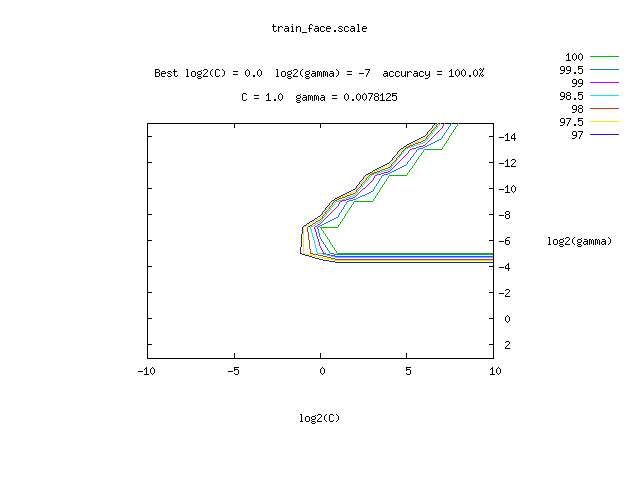 train_face.scale
Best log2(C) = 0.0  log2(gamma) = -7  accuracy = 100.0%
C = 1.0  gamma = 0.0078125
100
99.5
99
98.5
98
97.5
97
-14
-12
-10
-8
-6
-4
-2
0
2
log2(gamma)
-10 -5 0 5 10
log2(C)